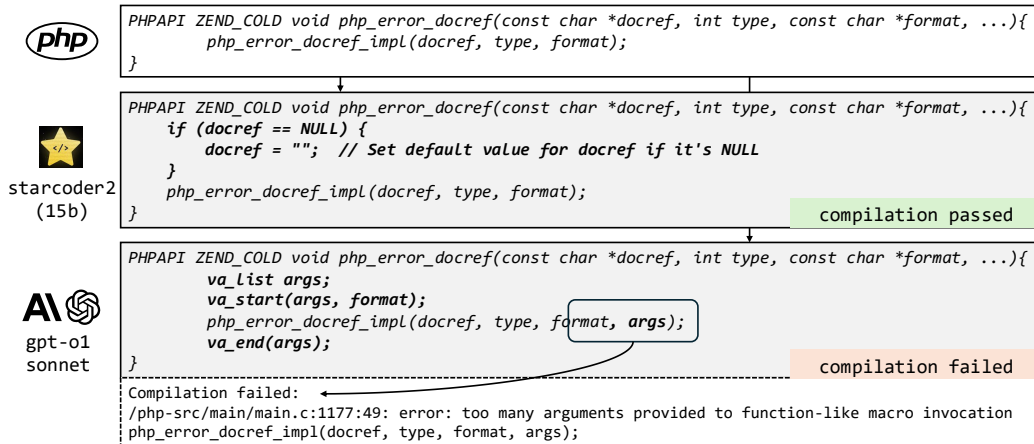 php
PHPAPI ZEND_COLD void php_error_docref(const char *docref, int type, const char *format, ...){
php_error_docref_impl(docref, type, format);
}
starcoder2
(15b)
PHPAPI ZEND_COLD void php_error_docref(const char *docref, int type, const char *format, ...){
if (docref == NULL) {
docref = ""; // Set default value for docref if it's NULL
}
php_error_docref_impl(docref, type, format);
}
compilation passed
AI
gpt-o1
sonnet
PHPAPI ZEND_COLD void php_error_docref(const char *docref, int type, const char *format, ...){
va_list args;
va_start(args, format);
php_error_docref_impl(docref, type, format, args);
va_end(args);
}
compilation failed
Compilation failed:
/php-src/main/main.c:1177:49: error: too many arguments provided to function-like macro invocation
php_error_docref_impl(docref, type, format, args);